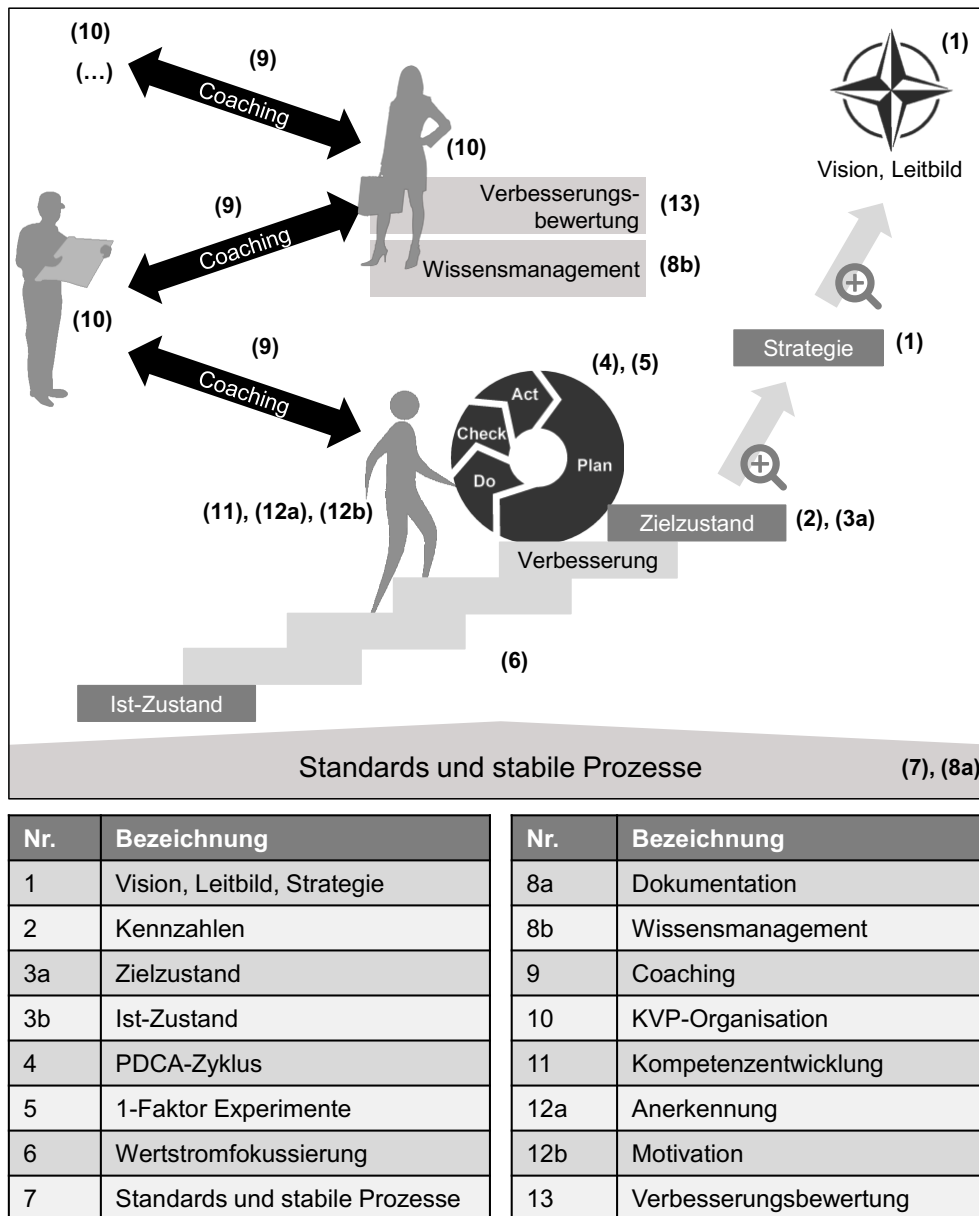 (10)
(…)
(9)
Coaching
(1)
Vision, Leitbild
(10)
Verbesserungs-
bewertung
(13)
(9)
Coaching
Wissensmanagement
(8b)
(10)
(9)
Coaching
Strategie
(1)
(4), (5)
Act
Check
Plan
Do
(11), (12a), (12b)
Zielzustand
(2), (3a)
Verbesserung
(6)
Ist-Zustand
Standards und stabile Prozesse
(7), (8a)
Nr. Bezeichnung
1 Vision, Leitbild, Strategie
2 Kennzahlen
3a Zielzustand
3b Ist-Zustand
4 PDCA-Zyklus
5 1-Faktor Experimente
6 Wertstromfokussierung
7 Standards und stabile Prozesse
Nr. Bezeichnung
8a Dokumentation
8b Wissensmanagement
9 Coaching
10 KVP-Organisation
11 Kompetenzentwicklung
12a Anerkennung
12b Motivation
13 Verbesserungsbewertung